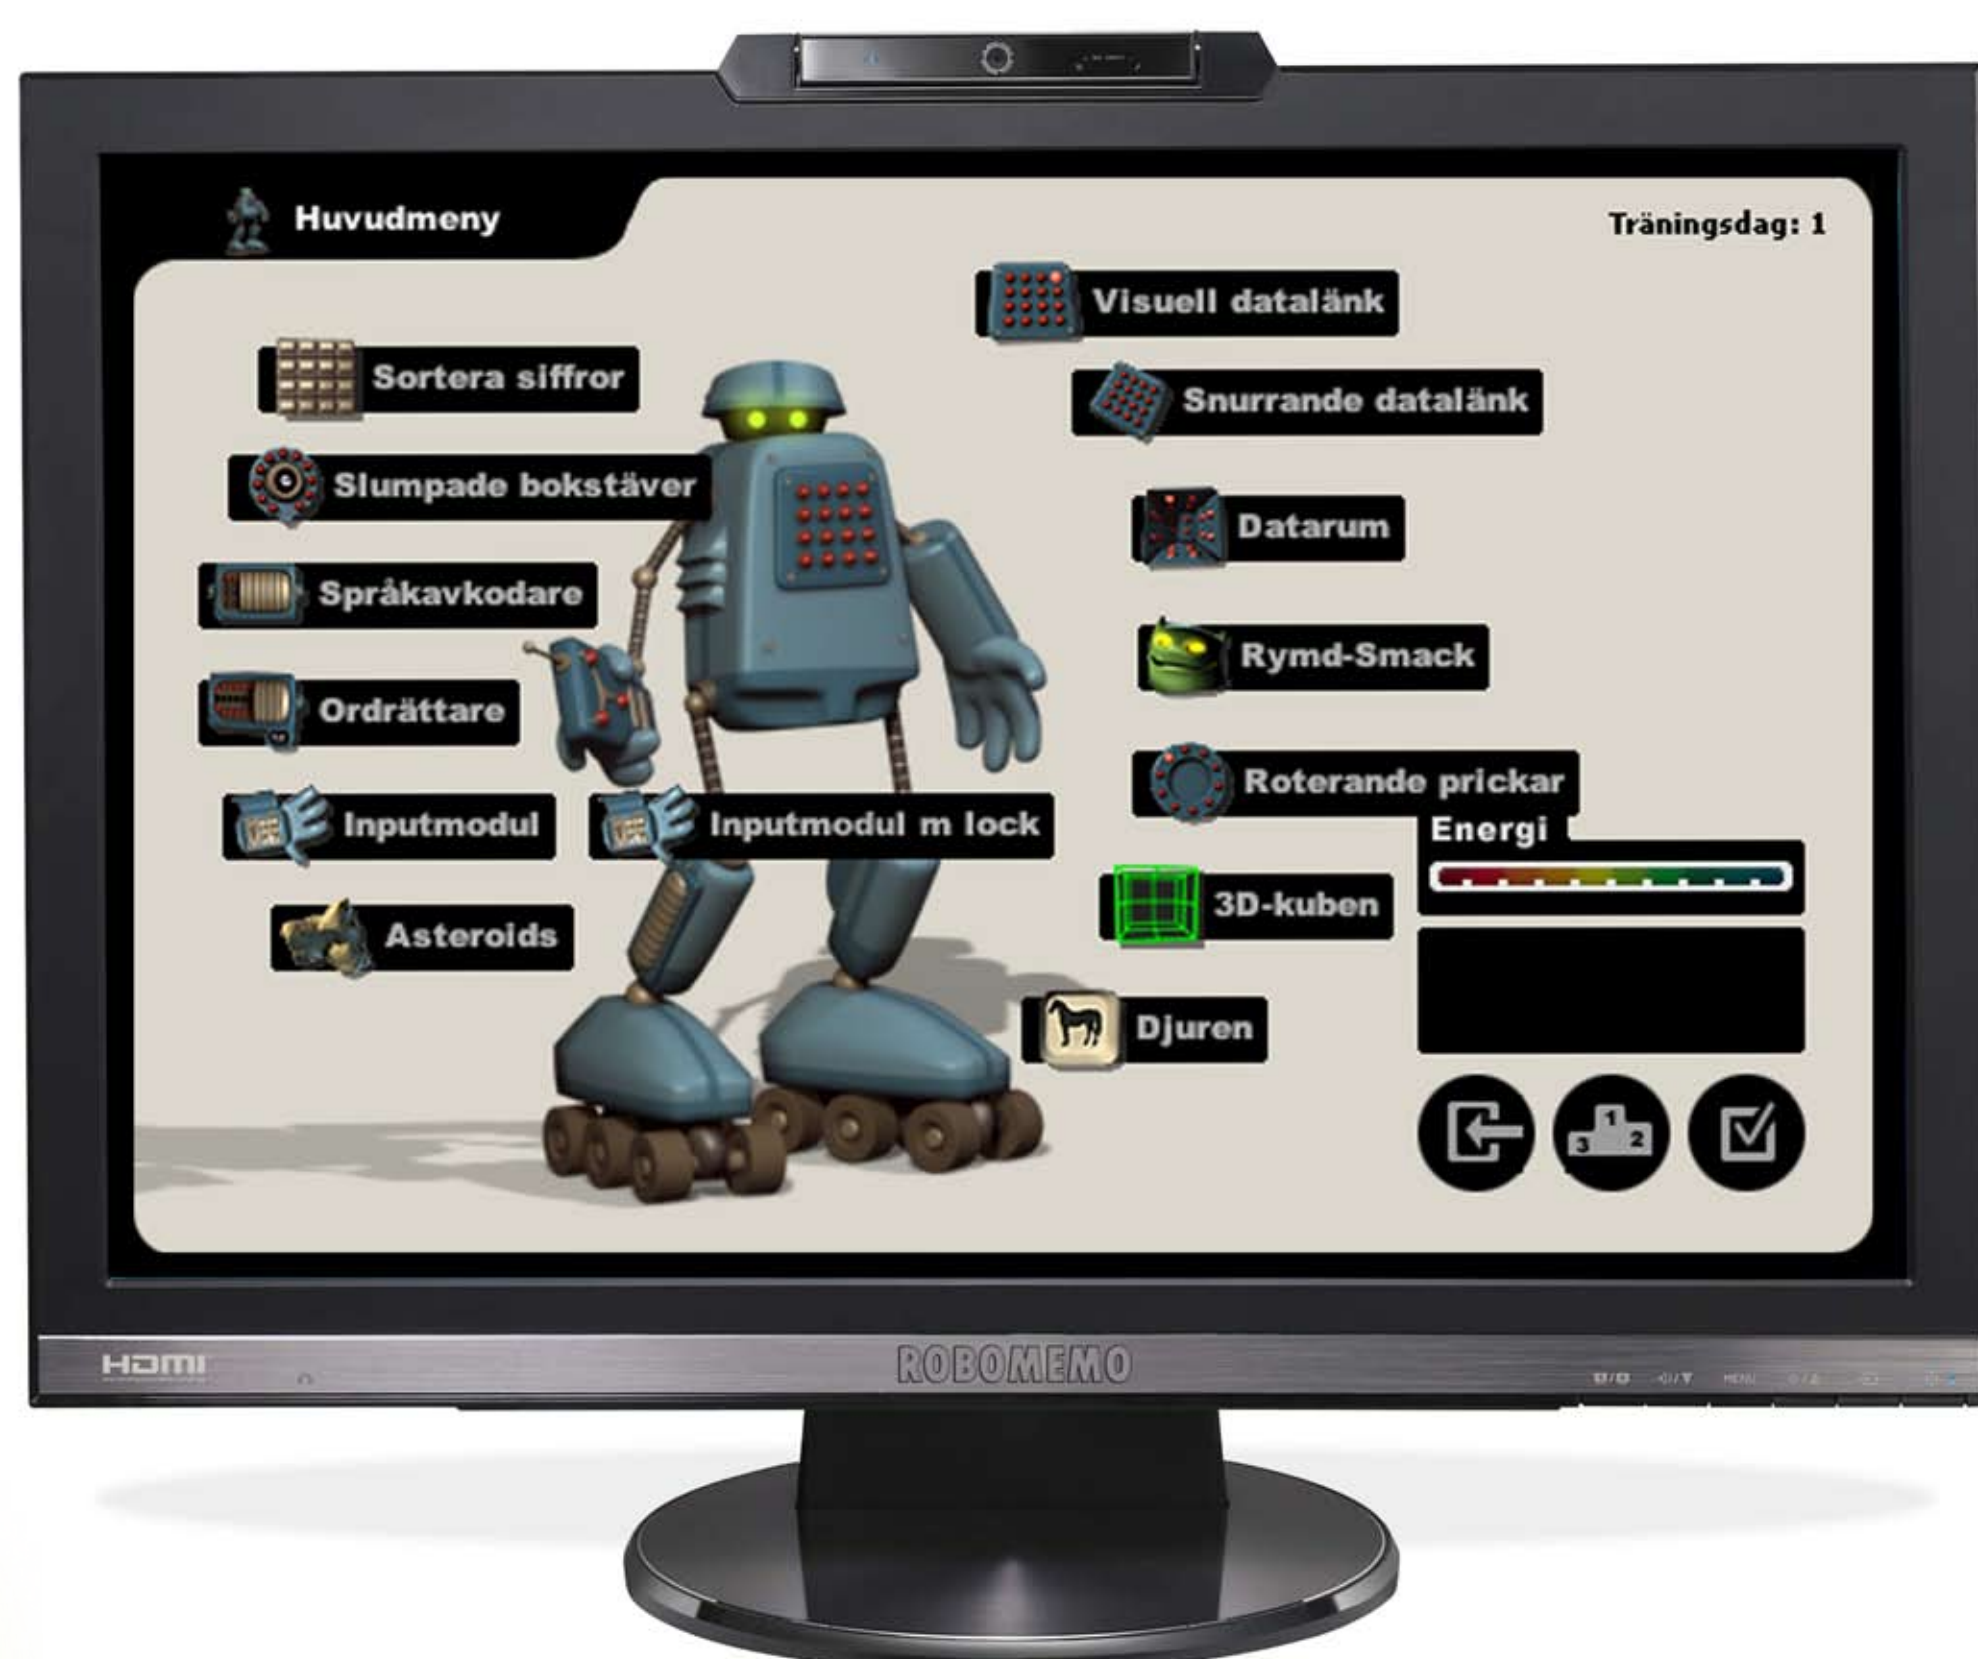 Huvudmeny
Träningsdag: 1
Visuell datalänk
Sortera siffror
Snurrande datalänk
Slumpade bokstäver
Datarum
Språkavkodare
Rymd-Smack
Ordrättare
Roterande prickar
Inputmodul
Inputmodul m lock
Energi
3D-kuben
Asteroids
Djuren
1
3 2
HDMI
ROBOMEMO
MENU